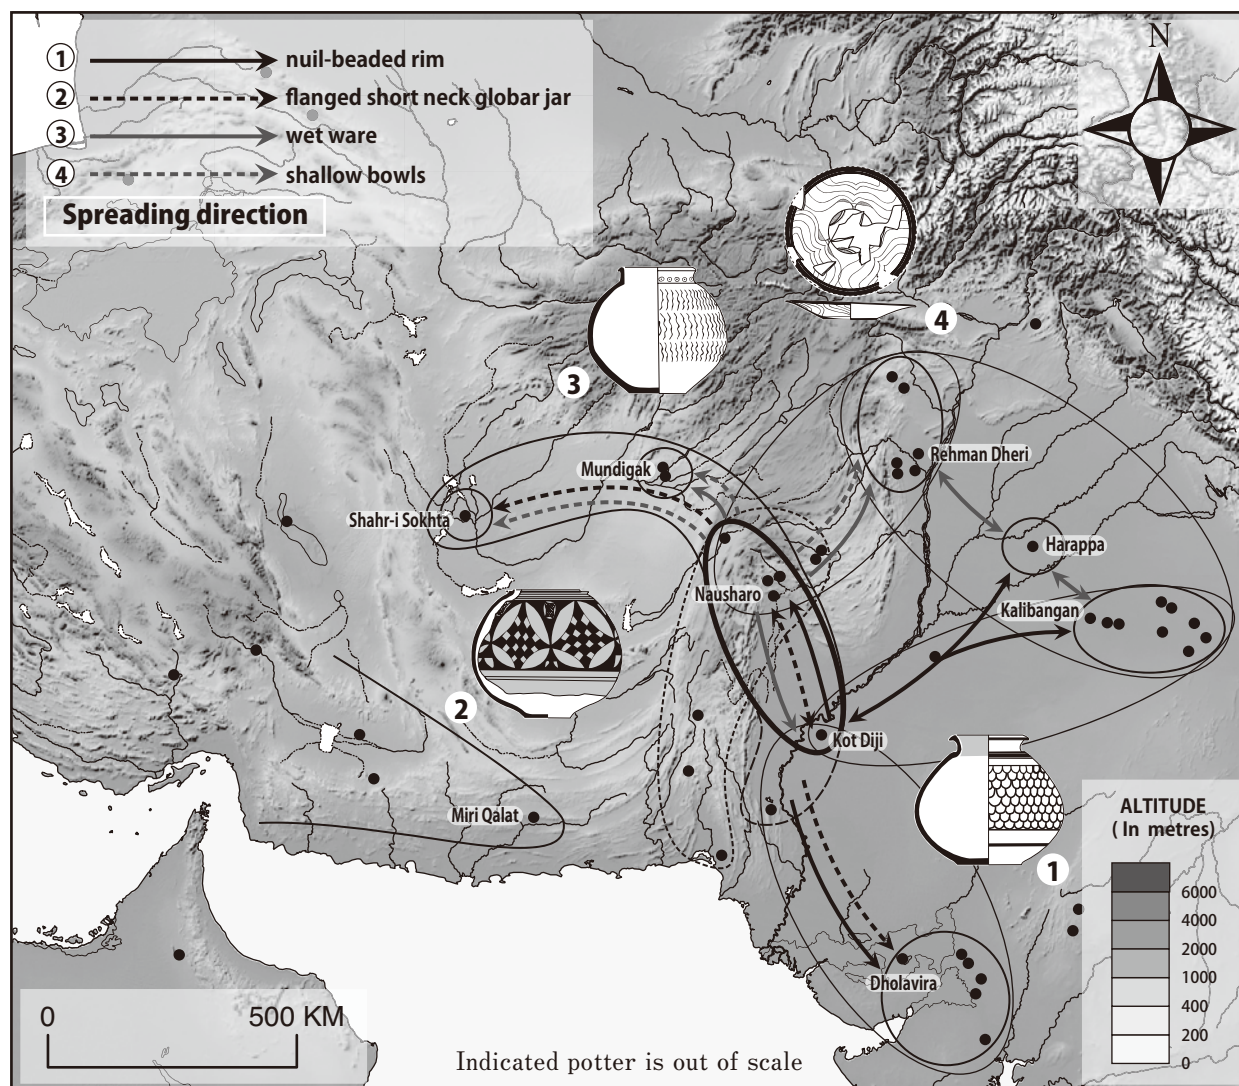 ① nuil-beaded rim
② flanged short neck globar jar
③ wet ware
④ shallow bowls
Spreading direction
N
4
3
Mundigak
Rehman Dheri
Shahr-i Sokhta
Harappa
Nausharo
Kalibangan
2
Kot Diji
Miri Qalat
1
Dholavira
ALTITUDE
( In metres)
6000
4000
2000
1000
400
200
0
0 500 KM
Indicated potter is out of scale